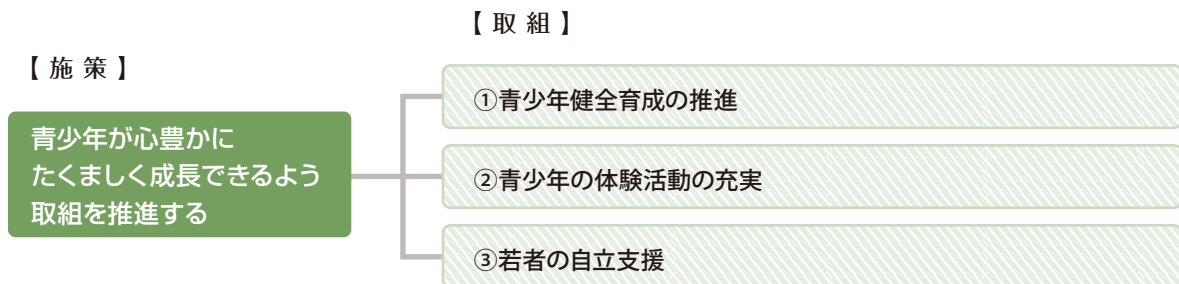 【取組】
【施策】
青少年が心豊かに
たくましく成長できるよう
取組を推進する
①青少年健全育成の推進
②青少年の体験活動の充実
③若者の自立支援